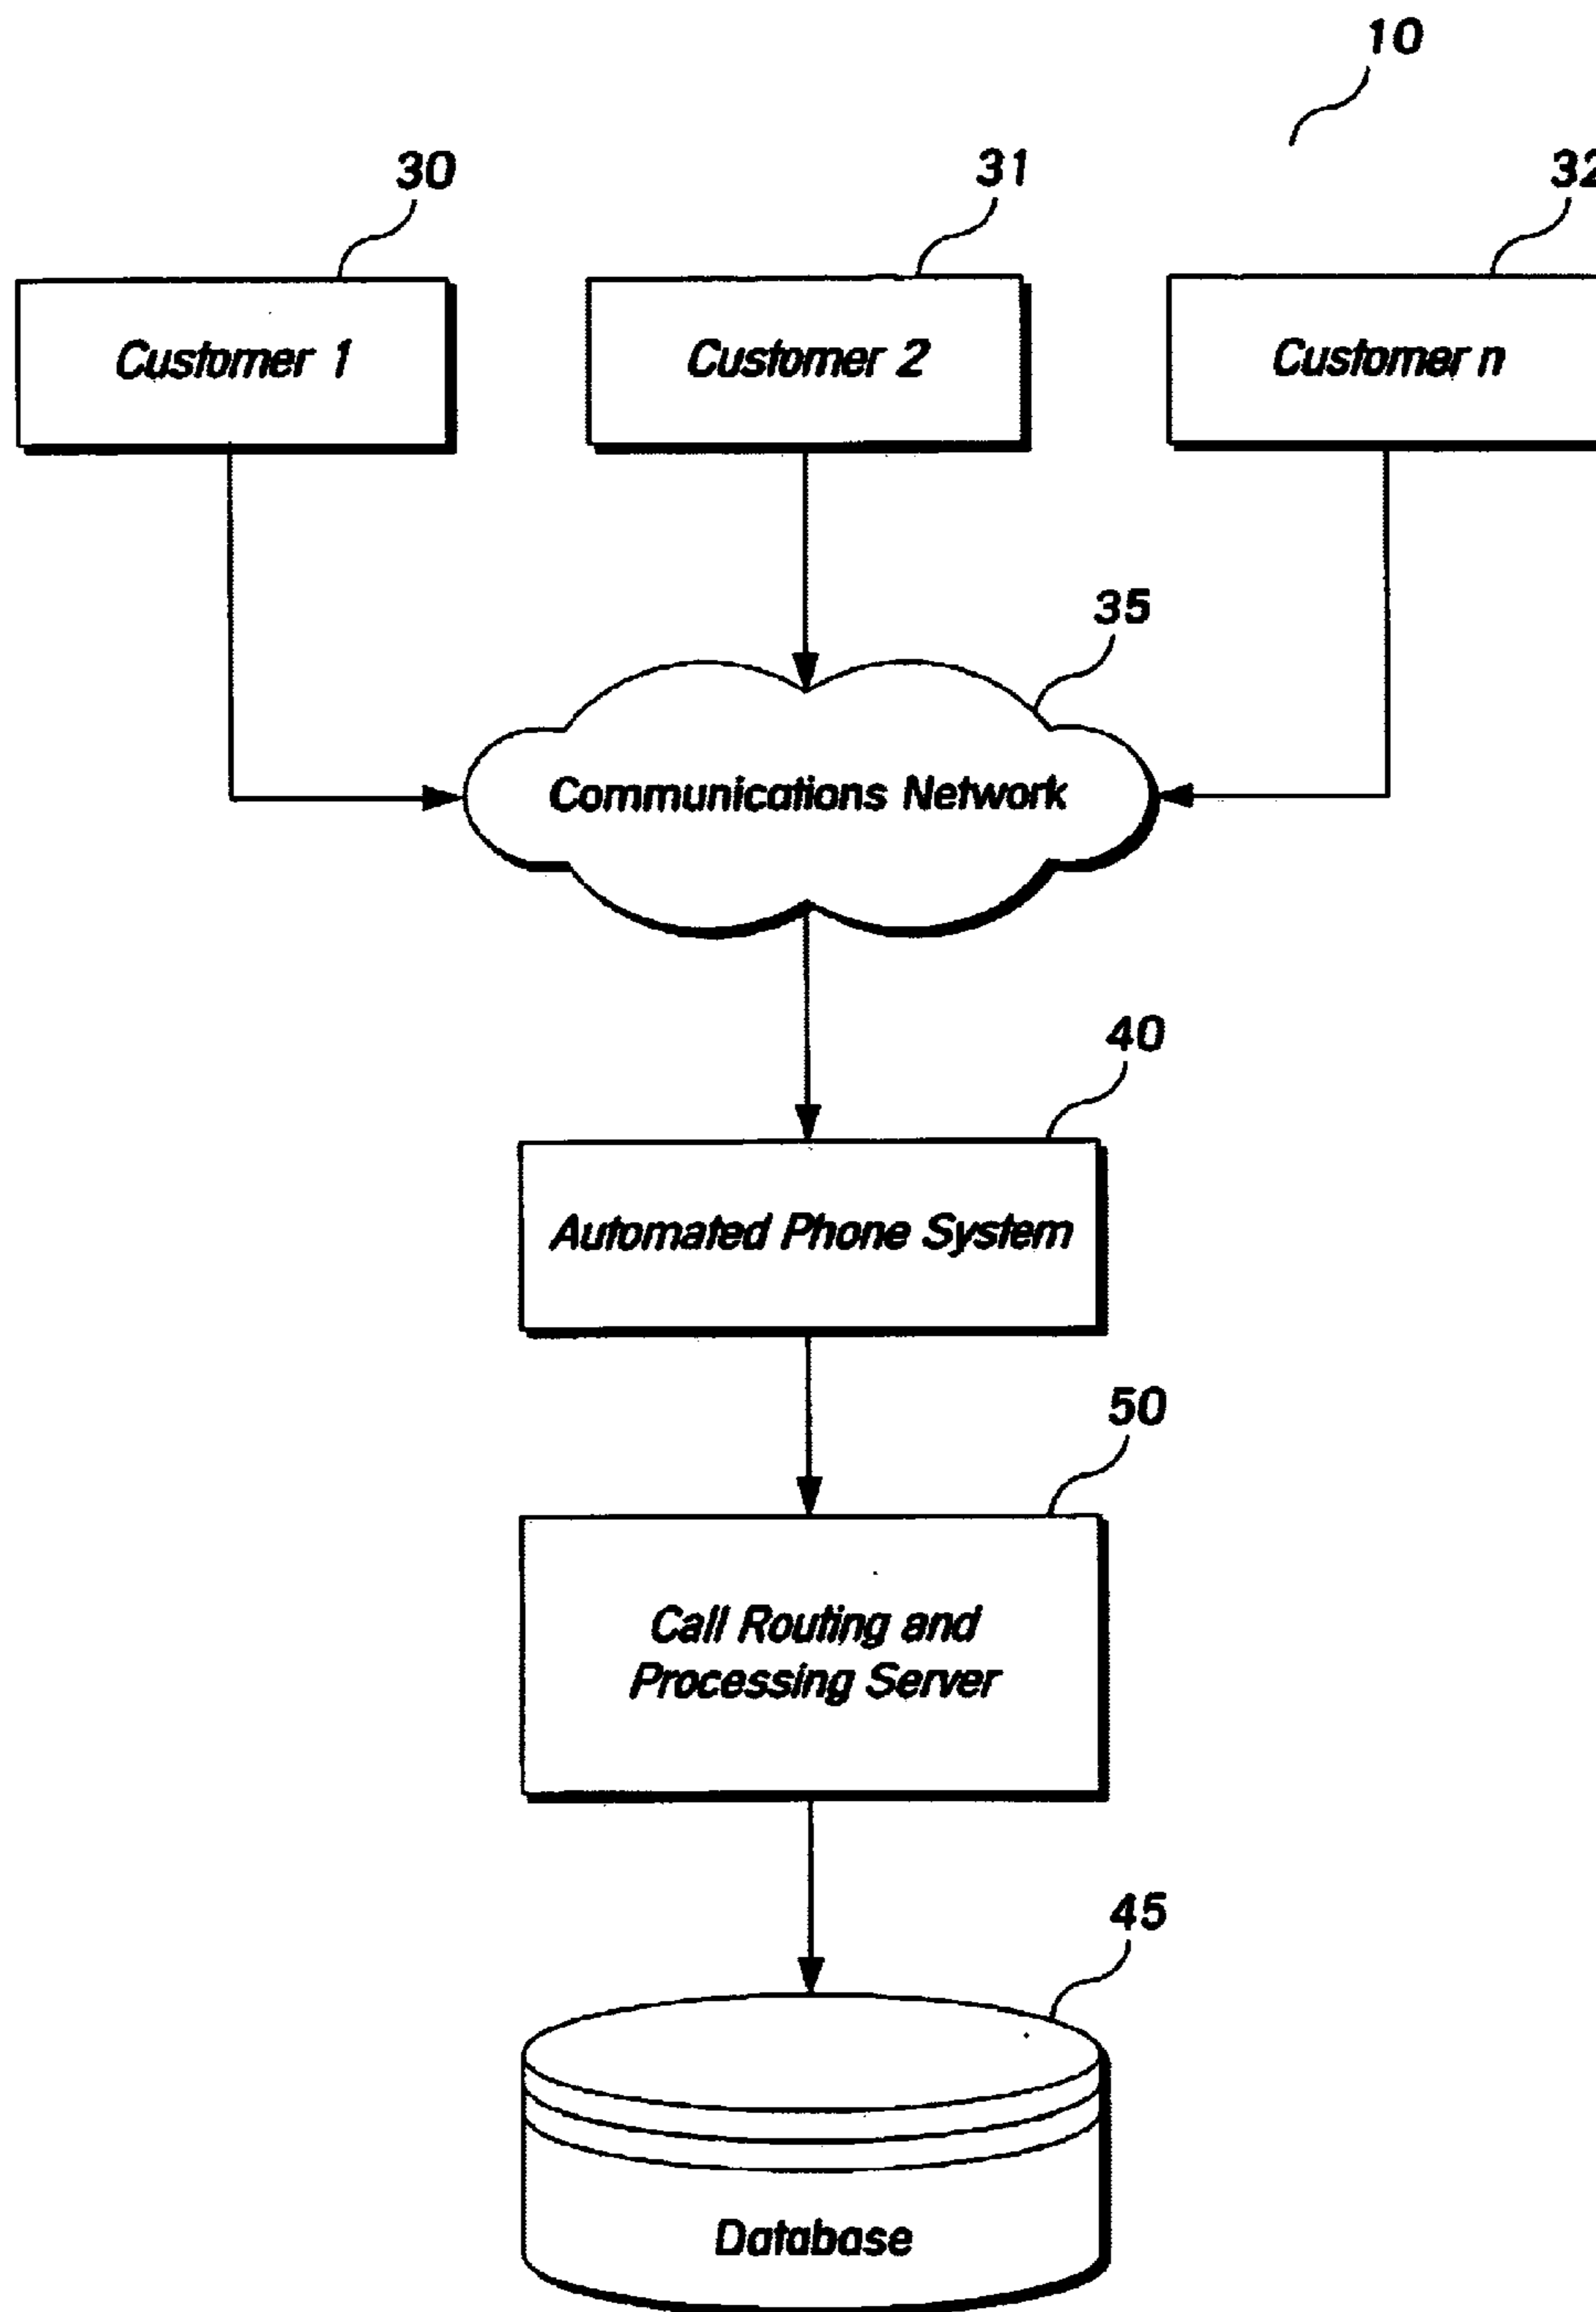 10
30
31
32
Customer 1
Customer 2
Customer n
35
Communications Network
40
Automated Phone System
50
Call Routing and
Processing Server
45
Database